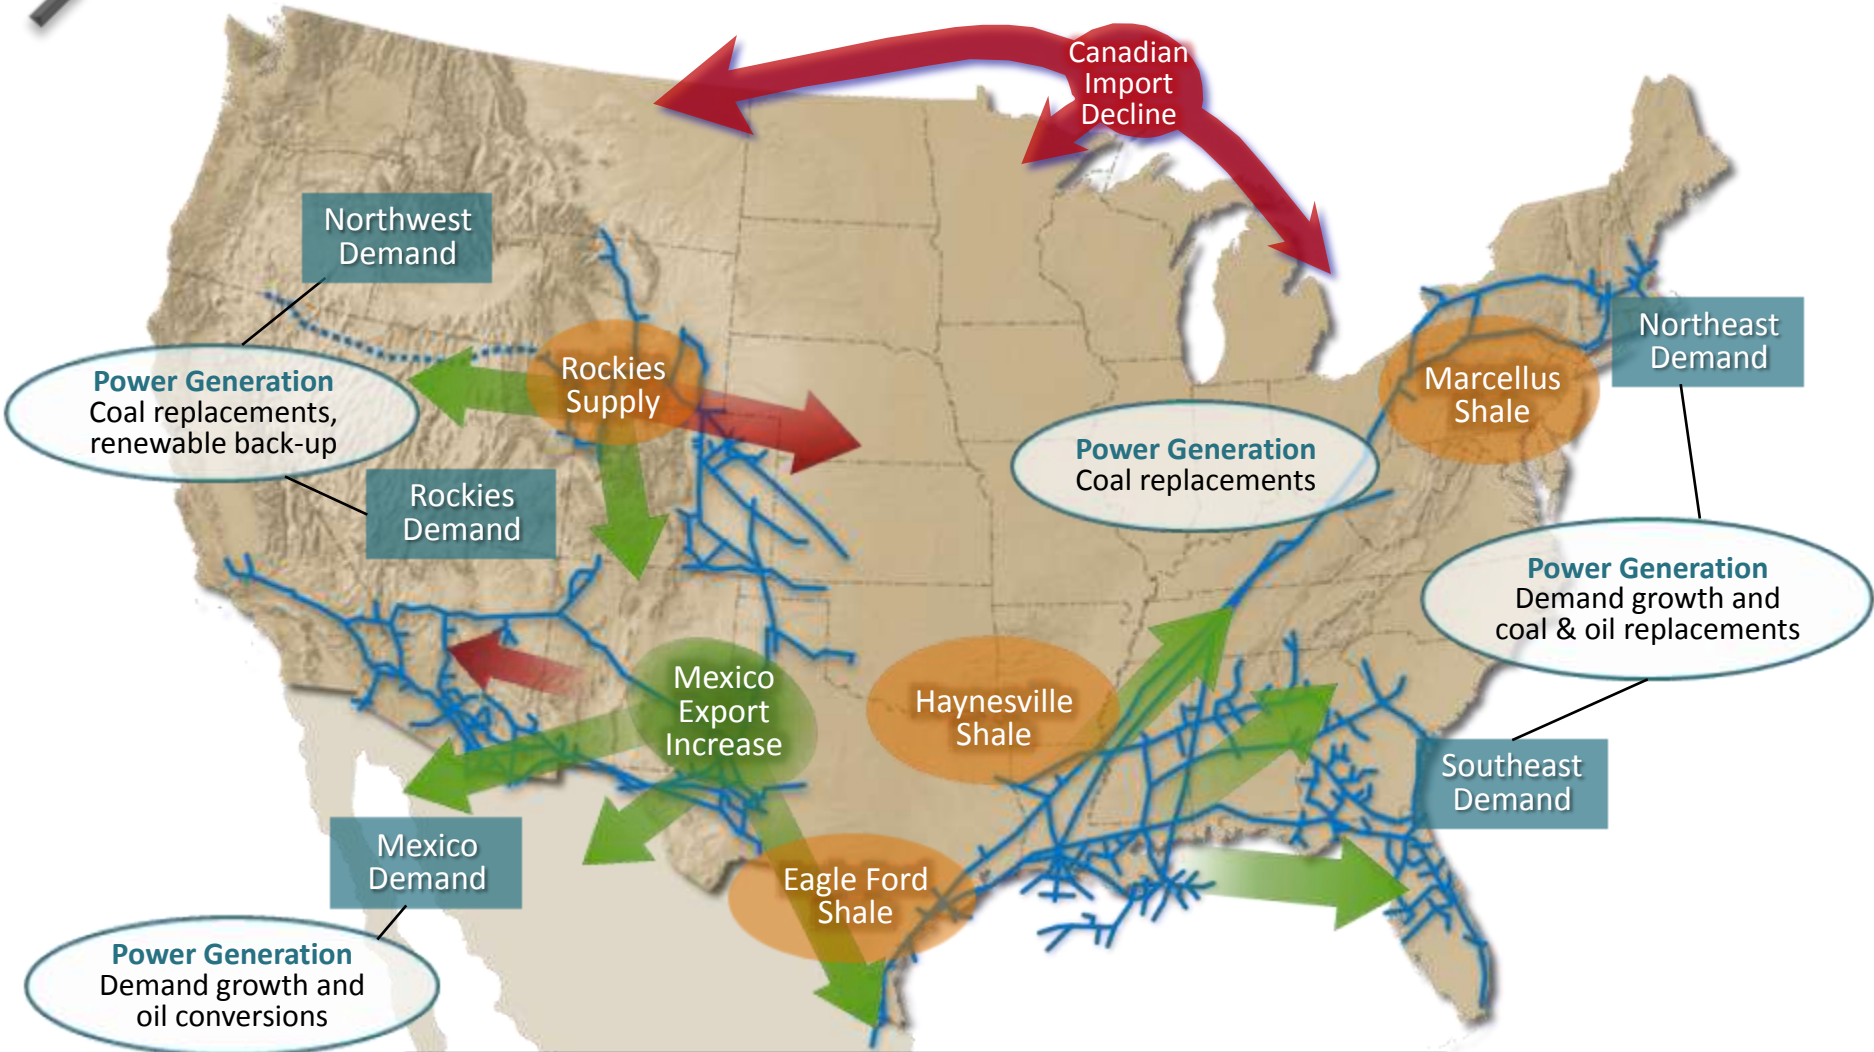 Canadian
Import
Decline
Northwest
Demand
Power Generation
Coal replacements,
renewable back-up
Rockies
Supply
Rockies
Demand
Marcellus
Shale
Northeast
Demand
Power Generation
Coal replacements
Power Generation
Demand growth and
coal & oil replacements
Mexico
Export
Increase
Haynesville
Shale
Southeast
Demand
Mexico
Demand
Eagle Ford
Shale
Power Generation
Demand growth and
oil conversions